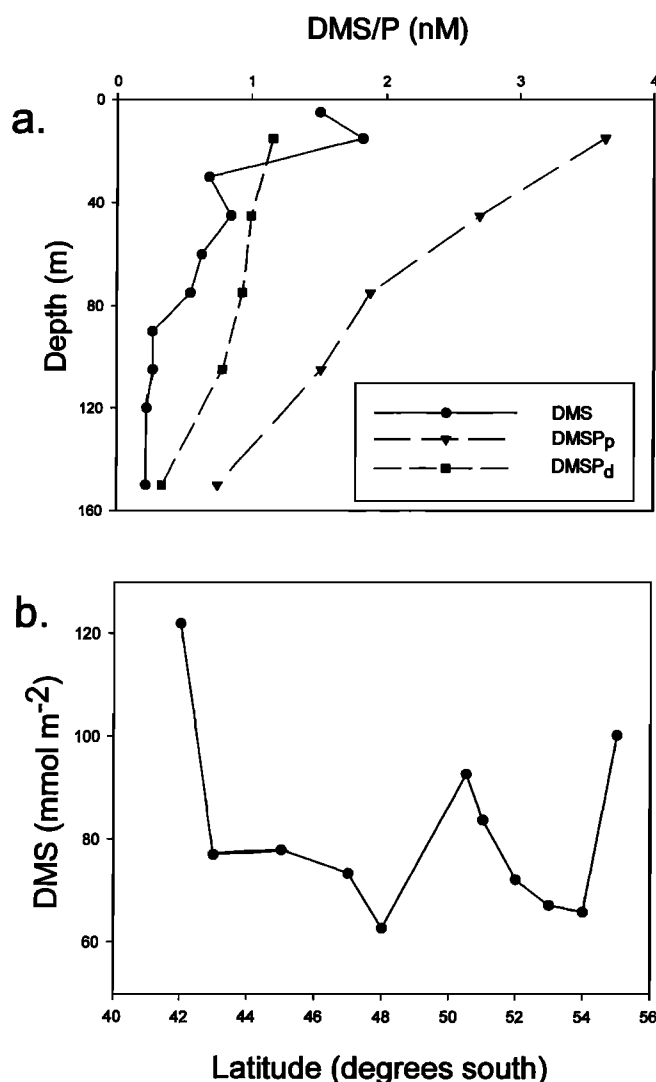 DMS/P (nM)
0 1 2 3 4
a.
0
40
80
120
160
Depth (m)
DMS
DMSPp
DMSPd
b.
120
100
80
60
DMS (mmol m-2)
40 42 44 46 48 50 52 54 56
Latitude (degrees south)